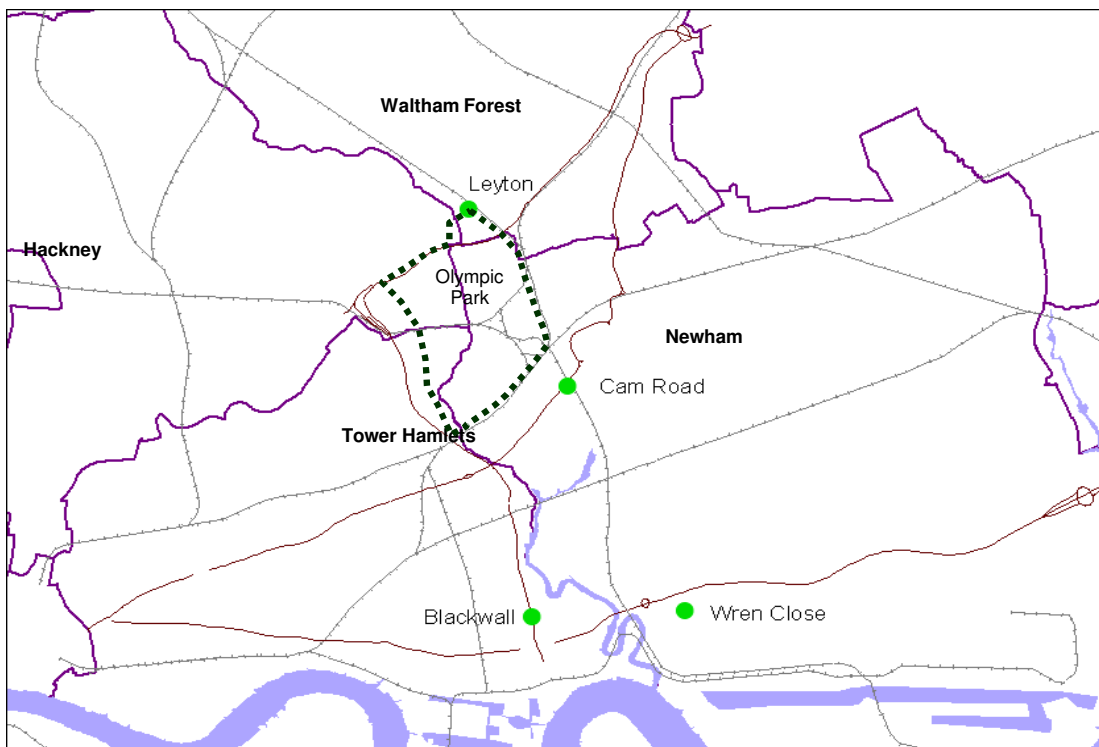 Waltham Forest
Leyton
Hackney
Olympic
Park
Newham
Cam Road
Tower Hamlets
Blackwall
Wren Close